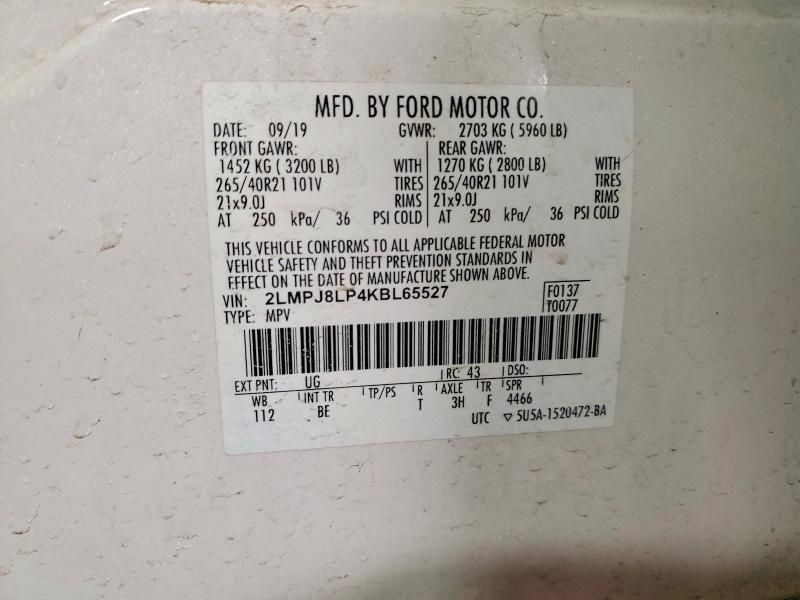 MFD. BY FORD MOTOR CO.
DATE: 09/19 GVWR: 2703 KG ( 5960 LB)
FRONT GAWR: REAR GAWR:
1452 KG ( 3200 LB) WITH 1270 KG ( 2800 LB) WITH
265/40R21 101V TIRES 265/40R21 101V TIRES
21x9.0J RIMS 21x9.0J RIMS
AT 250 kPa/ 36 PSI COLD AT 250 kPa/ 36 PSI COLD
THIS VEHICLE CONFORMS TO ALL APPLICABLE FEDERAL MOTOR
VEHICLE SAFETY AND THEFT PREVENTION STANDARDS IN
EFFECT ON THE DATE OF MANUFACTURE SHOWN ABOVE.
VIN: 2LMPJ8LP4KBL65527 F0137
TYPE: MPV T0077
EXT PNT: UG RC: 43 DSO:
WB INT TR TP/PS R AXLE TR SPR
112 BE T 3H F 4466
UTC ▽ 5U5A-1520472-BA